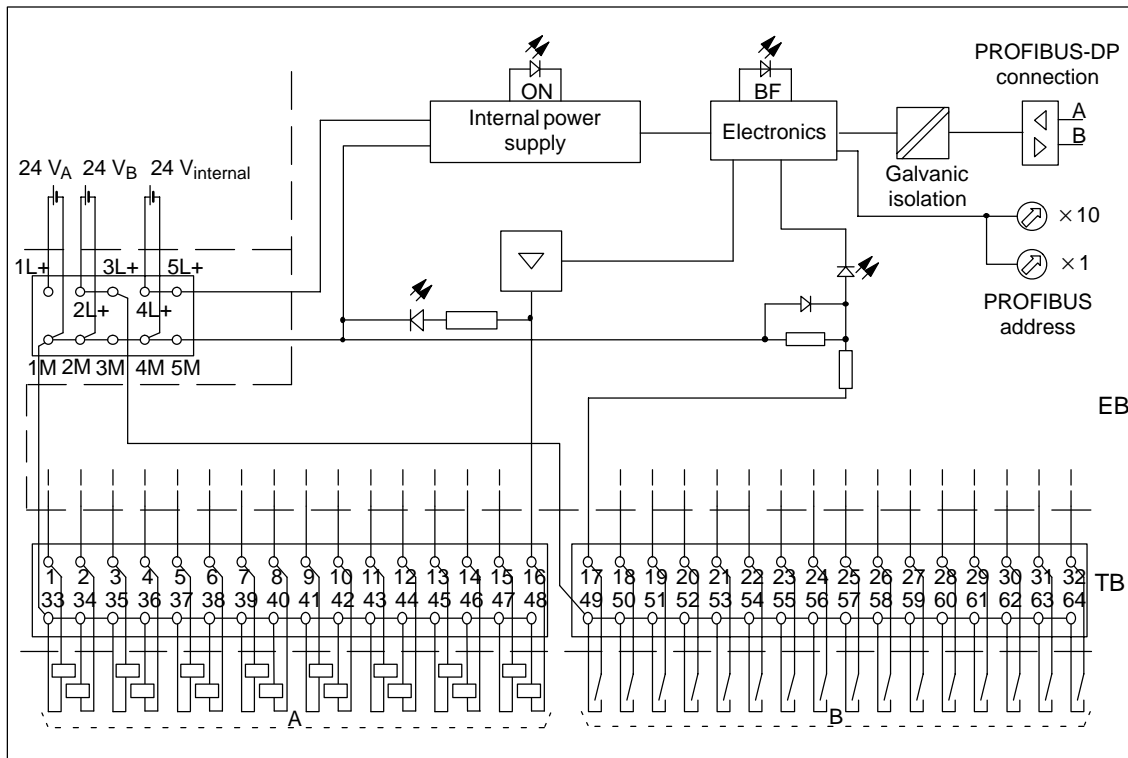 PROFIBUS-DP
connection
ON
BF
A
Internal power
supply
Electronics
B
24 VA
24 VB
24 Vinternal
Galvanic
isolation
×10
×1
1L+
3L+
5L+
2L+
4L+
PROFIBUS
address
1M
2M
3M
4M
5M
EB
1 2 3 4 5 6 7 8 9 10 11 12 13 14 15 16
17 18 19 20 21 22 23 24 25 26 27 28 29 30 31 32
TB
33 34 35 36 37 38 39 40 41 42 43 44 45 46 47 48
49 50 51 52 53 54 55 56 57 58 59 60 61 62 63 64
A
B